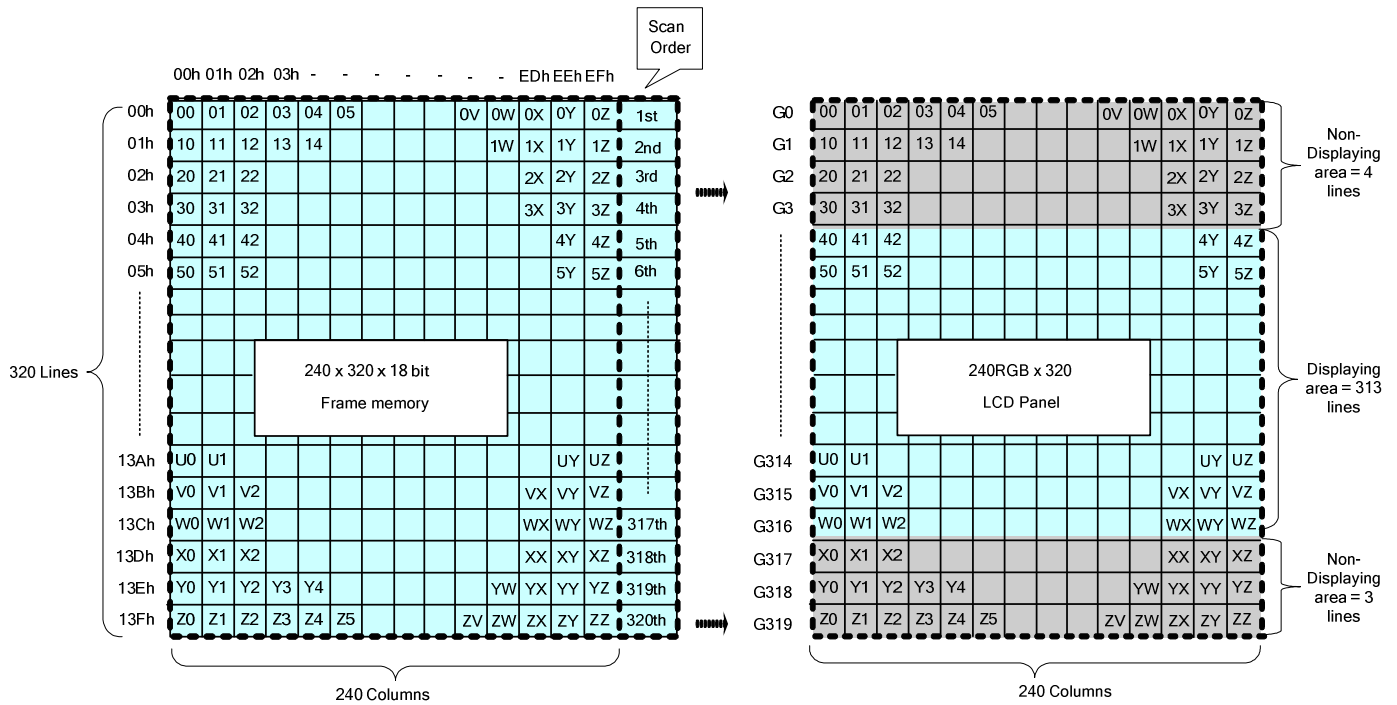 Scan
Order
00h 01h 02h 03h - - - - - - - EDh EEh EFh
00h 00 01 02 03 04 05 0V 0W 0X 0Y 0Z 1st
01h 10 11 12 13 14 1W 1X 1Y 1Z 2nd
02h 20 21 22 2X 2Y 2Z 3rd
03h 30 31 32 3X 3Y 3Z 4th
04h 40 41 42 4Y 4Z 5th
05h 50 51 52 5Y 5Z 6th
320 Lines
240 x 320 x 18 bit
Frame memory
13Ah U0 U1 UY UZ
13Bh V0 V1 V2 VX VY VZ
13Ch W0 W1 W2 WX WY WZ 317th
13Dh X0 X1 X2 XX XY XZ 318th
13Eh Y0 Y1 Y2 Y3 Y4 YW YX YY YZ 319th
13Fh Z0 Z1 Z2 Z3 Z4 Z5 ZV ZW ZX ZY ZZ 320th
240 Columns
G0 00 01 02 03 04 05 0V 0W 0X 0Y 0Z
G1 10 11 12 13 14 1W 1X 1Y 1Z
G2 20 21 22 2X 2Y 2Z
G3 30 31 32 3X 3Y 3Z
40 41 42 4Y 4Z
50 51 52 5Y 5Z
Non-
Displaying
area = 4
lines
240RGB x 320
LCD Panel
Displaying
area = 313
lines
G314 U0 U1 UY UZ
G315 V0 V1 V2 VX VY VZ
G316 W0 W1 W2 WX WY WZ
G317 X0 X1 X2 XX XY XZ
G318 Y0 Y1 Y2 Y3 Y4 YW YX YY YZ
G319 Z0 Z1 Z2 Z3 Z4 Z5 ZV ZW ZX ZY ZZ
Non-
Displaying
area = 3
lines
240 Columns